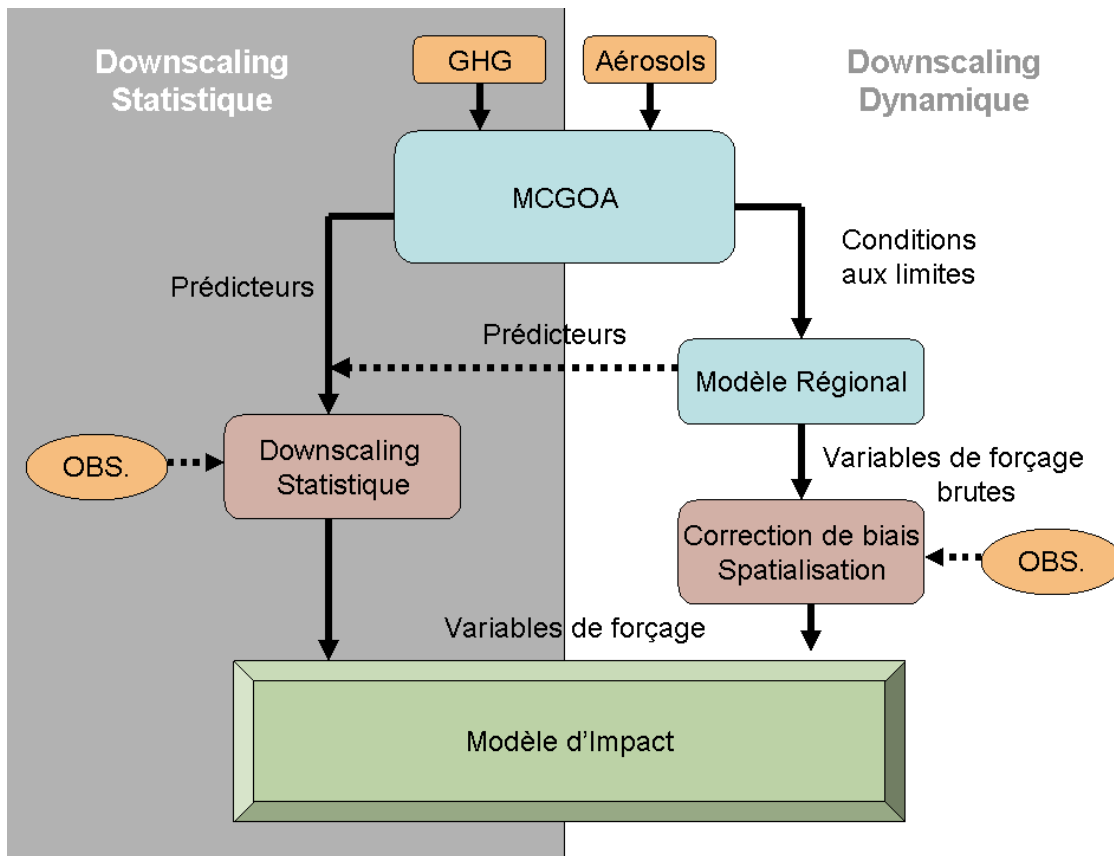 Downscaling
Statistique
GHG
Aérosols
Downscaling
Dynamique
MCGOA
Conditions
aux limites
Prédicteurs
Prédicteurs
Modèle Régional
Downscaling
Statistique
OBS.
Variables de forçage
brutes
Correction de biais
Spatialisation
OBS.
Variables de forçage
Modèle d’Impact